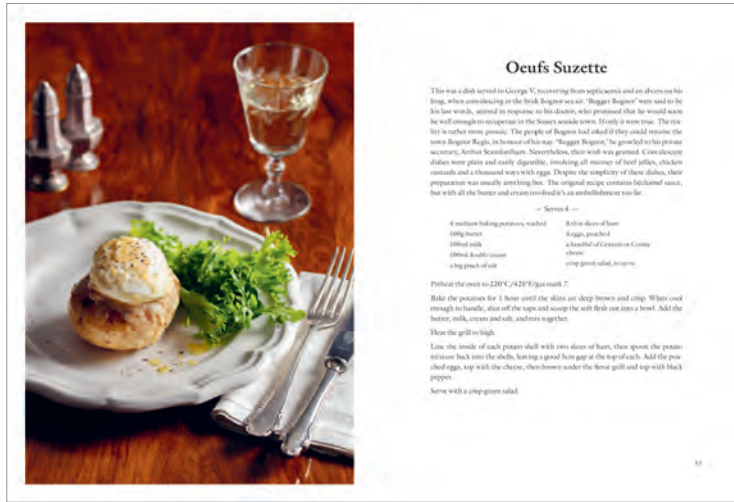 Oeufs Suzette
This was a dish served to George V, recovering from septicaemia and an abcess on his
lung, when convalescing in the brisk Bognor sea air. 'Bugger Bognor' were said to be
his last words, uttered in response to his doctor, who promised that he would soon
be well enough to recuperate in the Sussex seaside town. If only it were true. The rea-
lity is rather more prosaic. The people of Bognor had asked if they could rename the
town Bognor Regis, in honour of his stay. 'Bugger Bognor,' he growled to his private
secretary, Arthur Stamfordham. Nevertheless, their wish was granted. Convalescent
dishes were plain and easily digestible, involving all manner of beef jellies, chicken
custards and a thousand ways with eggs. Despite the simplicity of these dishes, their
preparation was usually anything but. The original recipe contains béchamel sauce,
but with all the butter and cream involved it's an embellishment too far.
— Serves 4 —
4 medium baking potatoes, washed
100g butter
100ml milk
100ml double cream
a big pinch of salt
8 thin slices of ham
4 eggs, poached
a handful of Gruyère or Comté
cheese
crisp green salad, to serve
Preheat the oven to 220°C/428°F/gas mark 7.
Bake the potatoes for 1 hour until the skins are deep brown and crisp. When cool
enough to handle, slice off the tops and scoop the soft flesh out into a bowl. Add the
butter, milk, cream and salt, and mix together.
Heat the grill to high.
Line the inside of each potato shell with two slices of ham, then spoon the potato
mixture back into the shells, leaving a good gap at the top of each. Add the poa-
ched eggs, top with the cheese, then brown under the fierce grill and top with black
pepper.
Serve with a crisp green salad.